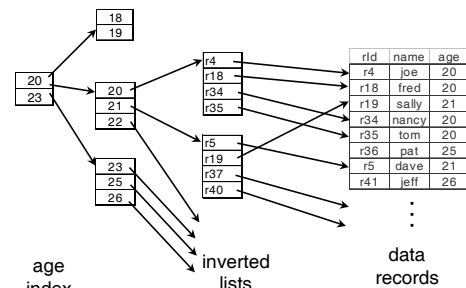 18
19
20
23
20
21
22
23
25
26
r4
r18
r34
r35
r5
r19
r37
r40
rId name age
r4 joe 20
r18 fred 20
r19 sally 21
r34 nancy 20
r35 tom 20
r36 pat 25
r5 dave 21
r41 jeff 26
age
index
inverted
lists
data
records